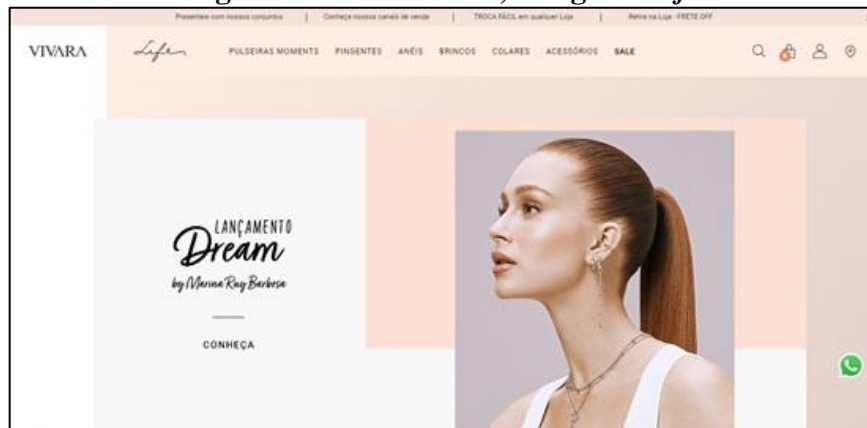 Presenteie com nossos conjuntos | Conheça nossos canais de venda | TROCA FÁCIL em qualquer Loja | Retire na Loja - FRETE OFF
VIVARA Life PULSEIRAS MOMENTS PINGENTES ANÉIS BRINCOS COLARES ACESSÓRIOS SALE
LANÇAMENTO
Dream
by Marina Ruy Barbosa
CONHEÇA